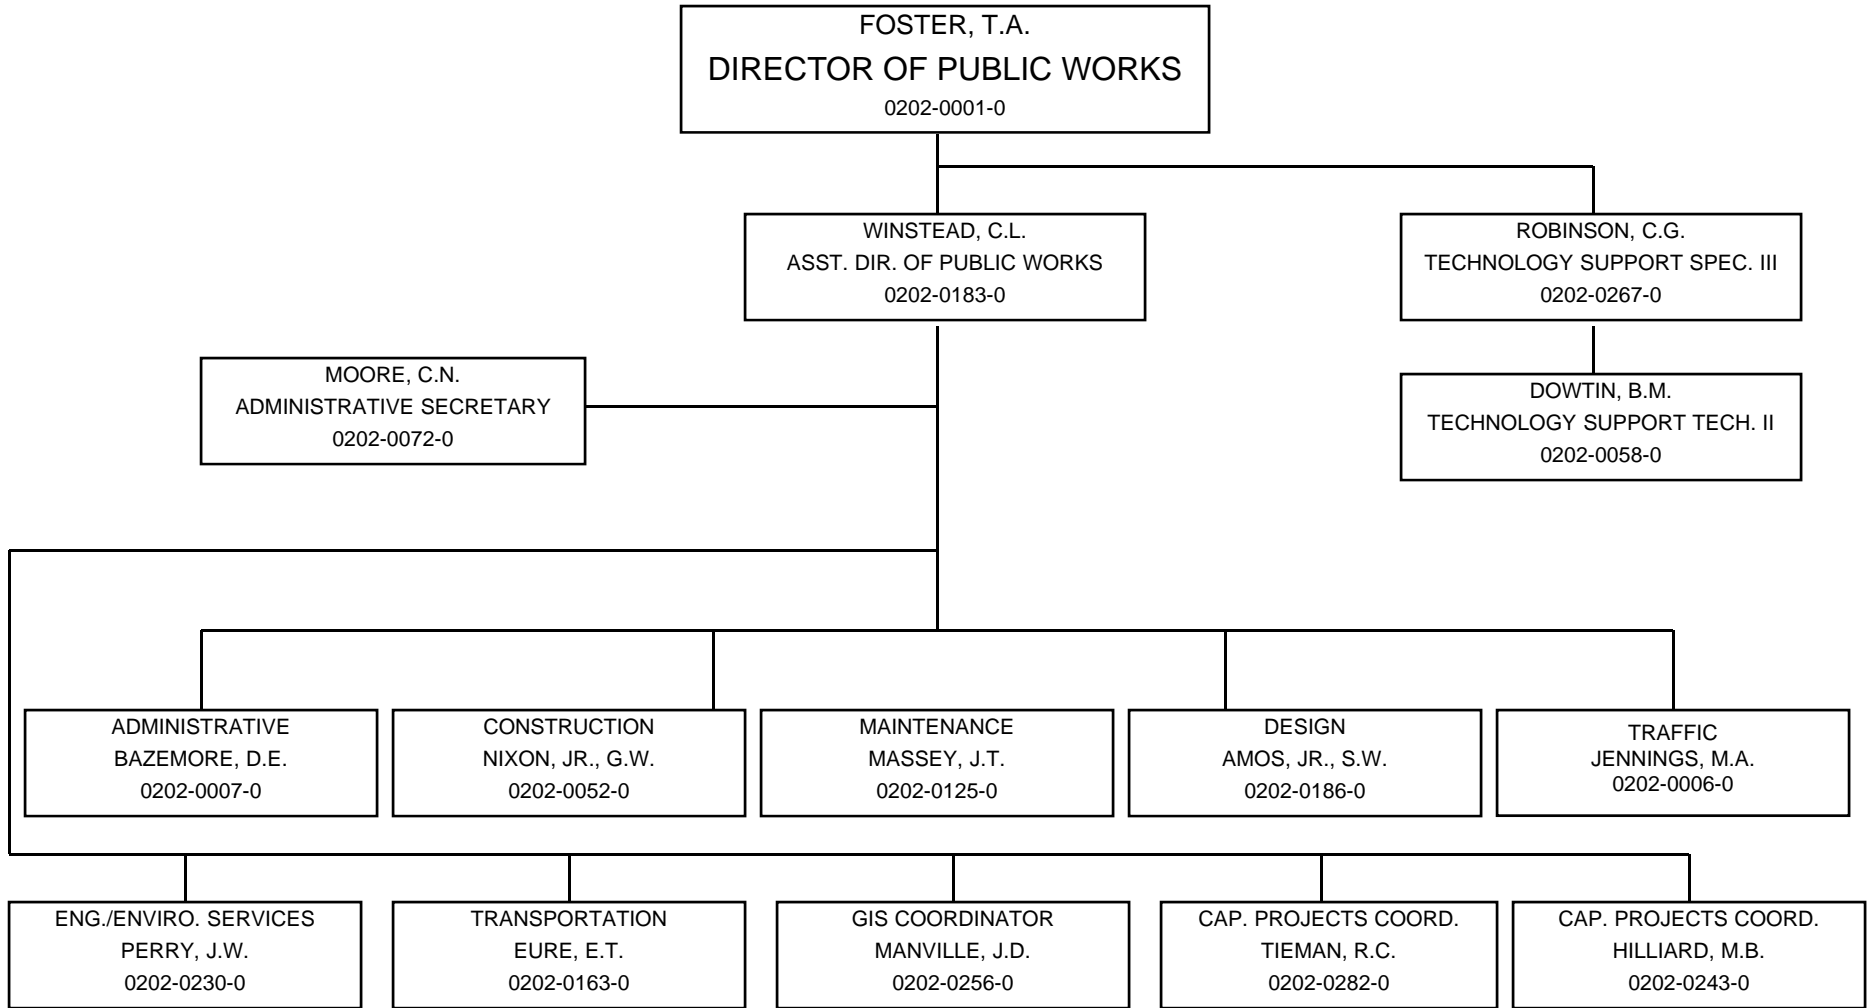 FOSTER, T.A.
DIRECTOR OF PUBLIC WORKS
0202-0001-0
WINSTEAD, C.L.
ASST. DIR. OF PUBLIC WORKS
0202-0183-0
ROBINSON, C.G.
TECHNOLOGY SUPPORT SPEC. III
0202-0267-0
MOORE, C.N.
ADMINISTRATIVE SECRETARY
0202-0072-0
DOWTIN, B.M.
TECHNOLOGY SUPPORT TECH. II
0202-0058-0
ADMINISTRATIVE
BAZEMORE, D.E.
0202-0007-0
CONSTRUCTION
NIXON, JR., G.W.
0202-0052-0
MAINTENANCE
MASSEY, J.T.
0202-0125-0
DESIGN
AMOS, JR., S.W.
0202-0186-0
TRAFFIC
JENNINGS, M.A.
0202-0006-0
ENG./ENVIRO. SERVICES
PERRY, J.W.
0202-0230-0
TRANSPORTATION
EURE, E.T.
0202-0163-0
GIS COORDINATOR
MANVILLE, J.D.
0202-0256-0
CAP. PROJECTS COORD.
TIEMAN, R.C.
0202-0282-0
CAP. PROJECTS COORD.
HILLIARD, M.B.
0202-0243-0